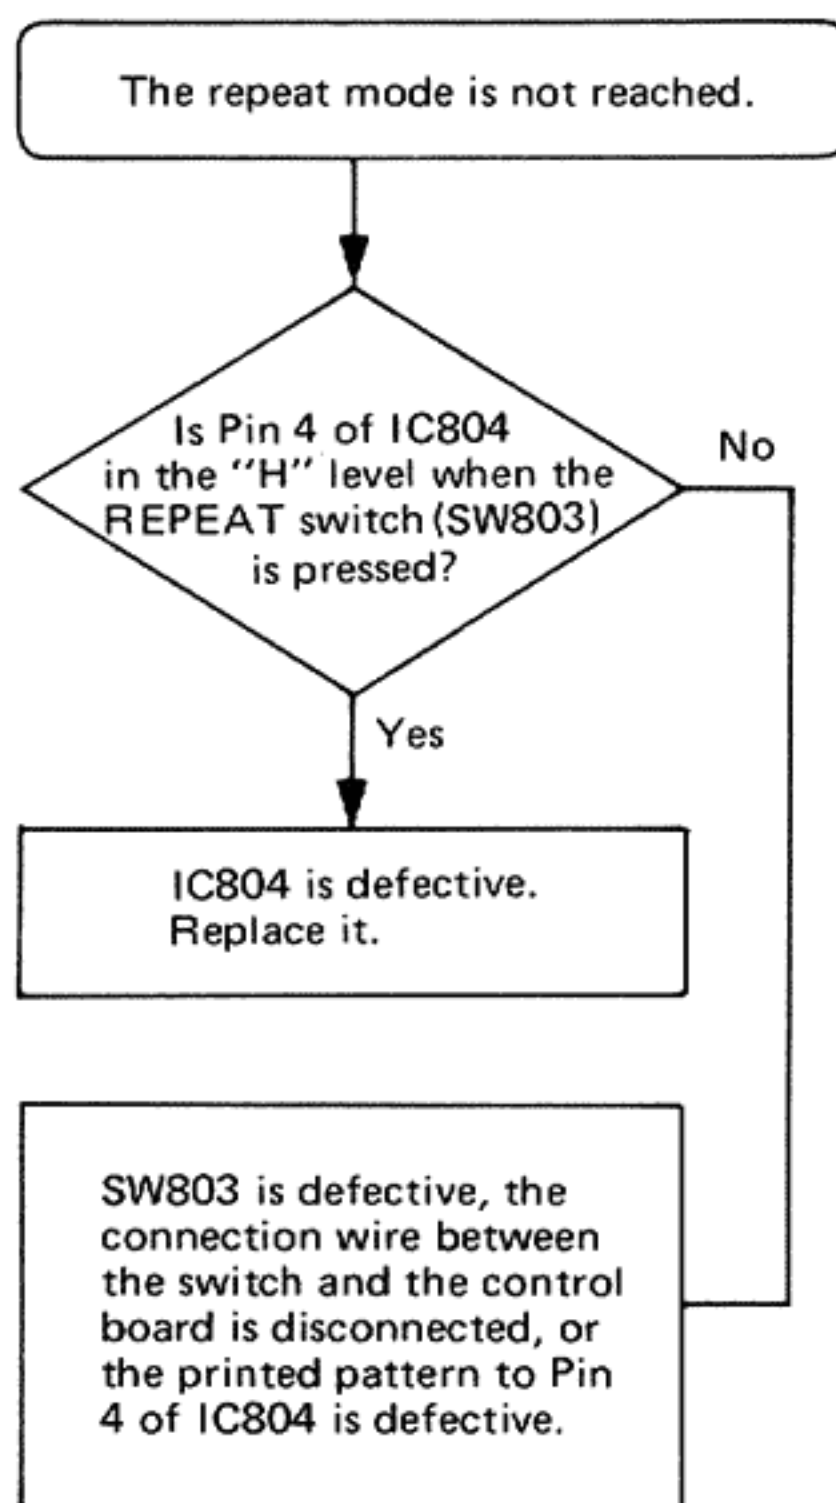 The repeat mode is not reached.
Is Pin 4 of IC804
in the "H" level when the
REPEAT switch (SW803)
is pressed?
No
Yes
IC804 is defective.
Replace it.
SW803 is defective, the
connection wire between
the switch and the control
board is disconnected, or
the printed pattern to Pin
4 of IC804 is defective.